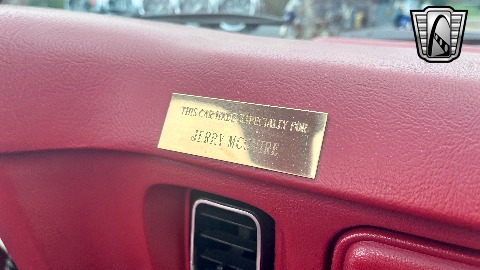 THIS CAR MADE ESPECIALLY FOR
JERRY MCGUIRE